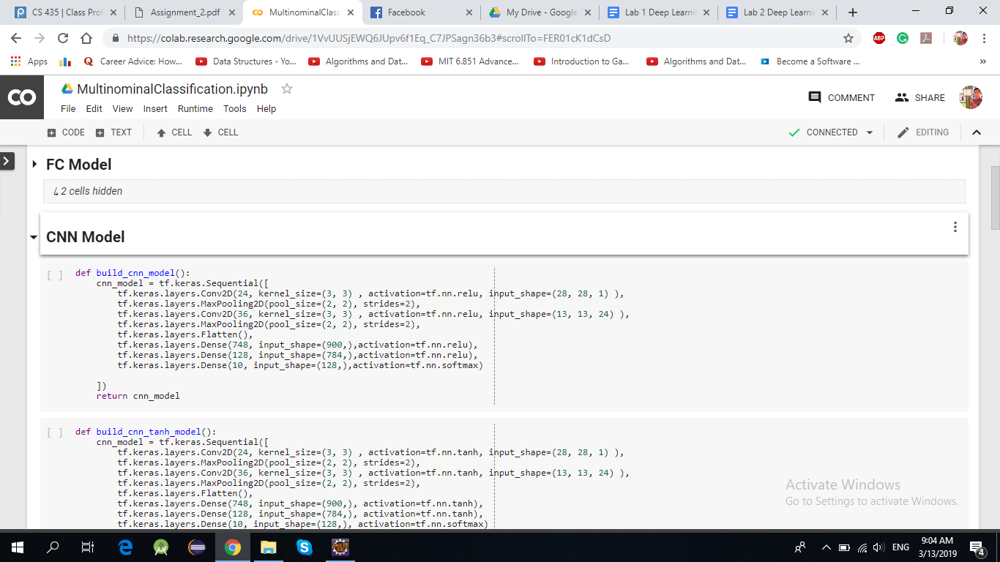 CS 435 | Class Prof
Assignment_2.pdf
MultinominalClass
Facebook
My Drive - Google
Lab 1 Deep Learni
Lab 2 Deep Learni
https://colab.research.google.com/drive/1VvUUSjEWQ6JUpv6f1Eq_C7JPSagn36b3#scrollTo=FER01cK1dCsD
ABP
Apps
Career Advice: How...
Data Structures - Yo...
Algorithms and Dat...
MIT 6.851 Advance...
Introduction to Ga...
Algorithms and Dat...
Become a Software ...
CO
MultinominalClassification.ipynb
COMMENT
SHARE
File Edit View Insert Runtime Tools Help
CODE TEXT CELL CELL
CONNECTED
EDITING
FC Model
2 cells hidden
CNN Model
[ ]
def build_cnn_model():
cnn_model = tf.keras.Sequential([
tf.keras.layers.Conv2D(24, kernel_size=(3, 3) , activation=tf.nn.relu, input_shape=(28, 28, 1) ),
tf.keras.layers.MaxPooling2D(pool_size=(2, 2), strides=2),
tf.keras.layers.Conv2D(36, kernel_size=(3, 3) , activation=tf.nn.relu, input_shape=(13, 13, 24) ),
tf.keras.layers.MaxPooling2D(pool_size=(2, 2), strides=2),
tf.keras.layers.Flatten(),
tf.keras.layers.Dense(748, input_shape=(900,),activation=tf.nn.relu),
tf.keras.layers.Dense(128, input_shape=(784,),activation=tf.nn.relu),
tf.keras.layers.Dense(10, input_shape=(128,),activation=tf.nn.softmax)
])
return cnn_model
[ ]
def build_cnn_tanh_model():
cnn_model = tf.keras.Sequential([
tf.keras.layers.Conv2D(24, kernel_size=(3, 3) , activation=tf.nn.tanh, input_shape=(28, 28, 1) ),
tf.keras.layers.MaxPooling2D(pool_size=(2, 2), strides=2),
tf.keras.layers.Conv2D(36, kernel_size=(3, 3) , activation=tf.nn.tanh, input_shape=(13, 13, 24) ),
tf.keras.layers.MaxPooling2D(pool_size=(2, 2), strides=2),
tf.keras.layers.Flatten(),
tf.keras.layers.Dense(748, input_shape=(900,), activation=tf.nn.tanh),
tf.keras.layers.Dense(128, input_shape=(784,), activation=tf.nn.tanh),
tf.keras.layers.Dense(10, input_shape=(128,), activation=tf.nn.softmax)
Activate Windows
Go to Settings to activate Windows.
ENG
9:04 AM
3/13/2019
4